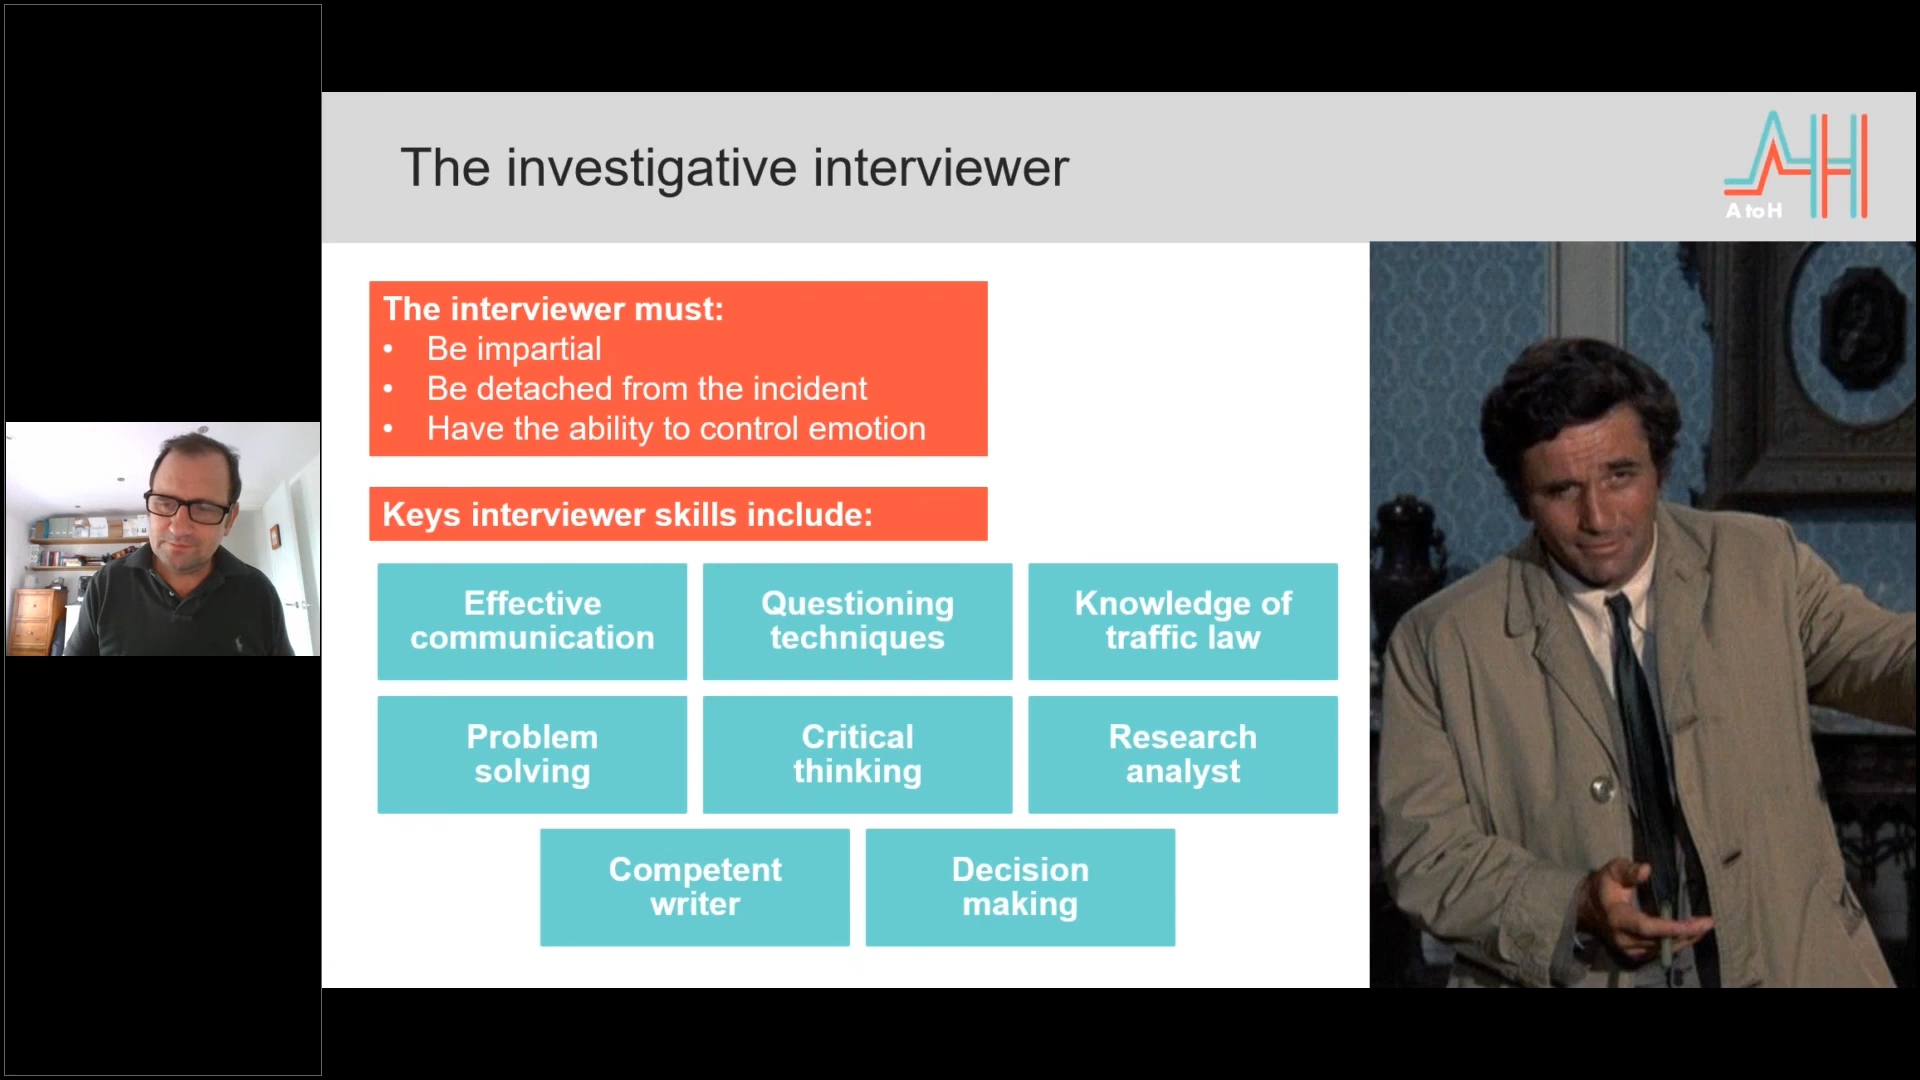 The investigative interviewer
A to H
The interviewer must:
• Be impartial
• Be detached from the incident
• Have the ability to control emotion
Keys interviewer skills include:
Effective
communication
Questioning
techniques
Knowledge of
traffic law
Problem
solving
Critical
thinking
Research
analyst
Competent
writer
Decision
making